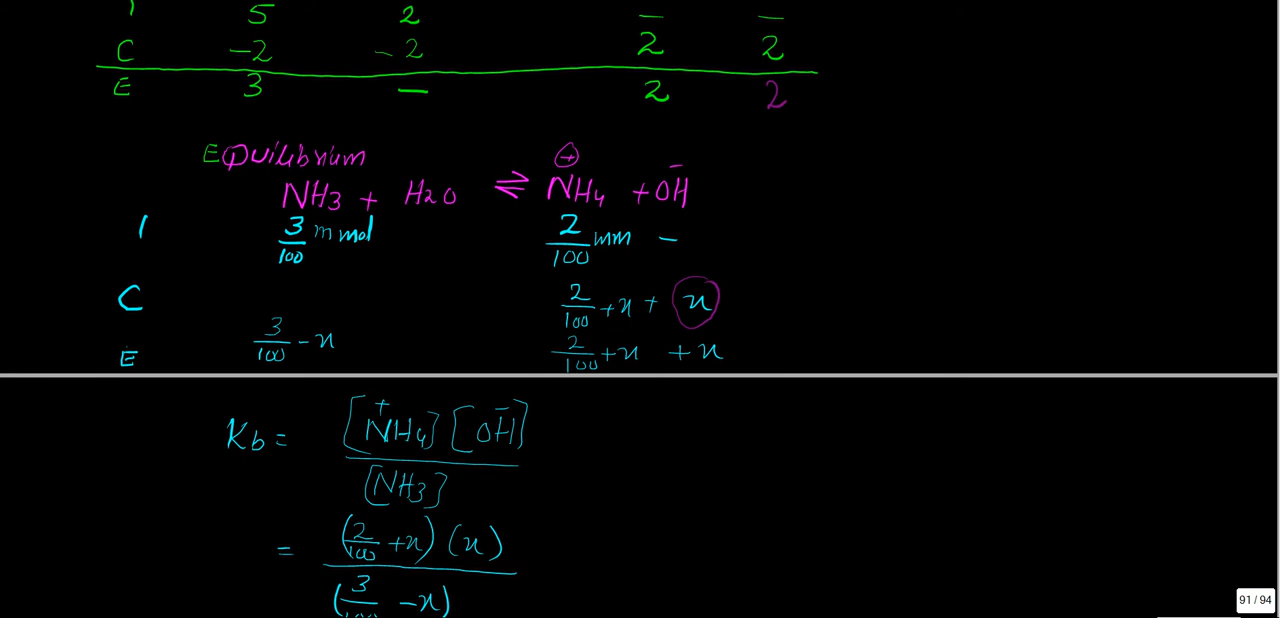 I 5 2 — —
C -2 -2 2 2
E 3 — 2 2
EQuilibrium
NH3 + H2O ⇌ NH4⊕ + OH⁻
I 3/100 m mol 2/100 mm —
C 2/100 + x + x
E 3/100 - x 2/100 + x + x
Kb = [NH4⁺] [OH⁻] / [NH3]
= (2/100 + x) (x) / (3/100 - x)
91 / 94